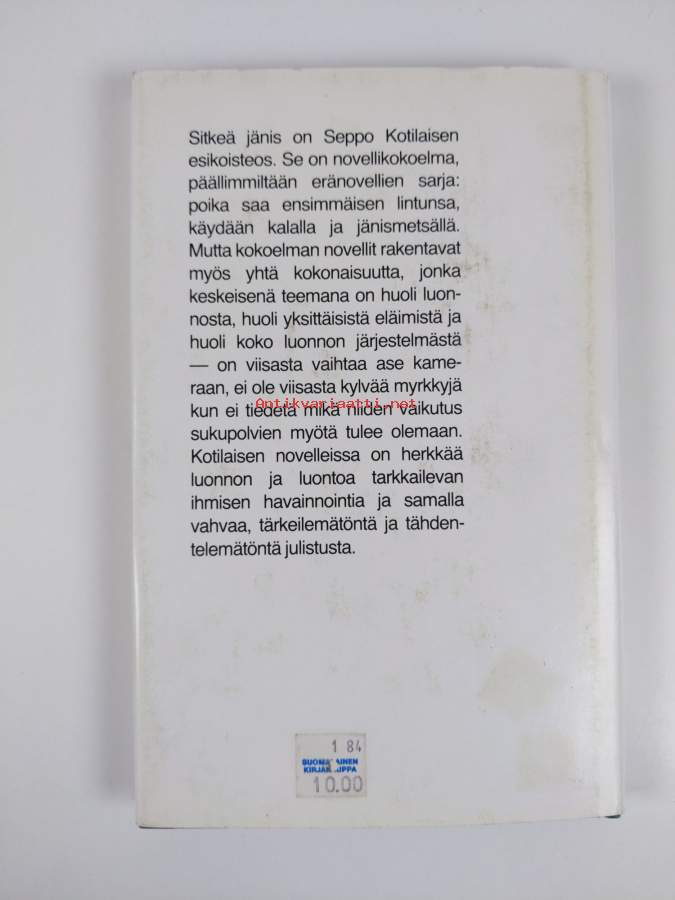 Sitkeä jänis on Seppo Kotilaisen
esikoisteos. Se on novellikokoelma,
päällimmiltään eränovellien sarja:
poika saa ensimmäisen lintunsa,
käydään kalalla ja jänismetsällä.
Mutta kokoelman novellit rakentavat
myös yhtä kokonaisuutta, jonka
keskeisenä teemana on huoli luon-
nosta, huoli yksittäisistä eläimistä ja
huoli koko luonnon järjestelmästä
— on viisasta vaihtaa ase kame-
raan, ei ole viisasta kylvää myrkkyjä
Antikvariaatti.net
kun ei tiedetä mikä niiden vaikutus
sukupolvien myötä tulee olemaan.
Kotilaisen novelleissa on herkkää
luonnon ja luontoa tarkkailevan
ihmisen havainnointia ja samalla
vahvaa, tärkeilemätöntä ja tähden-
telemätöntä julistusta.
1 84
10.00